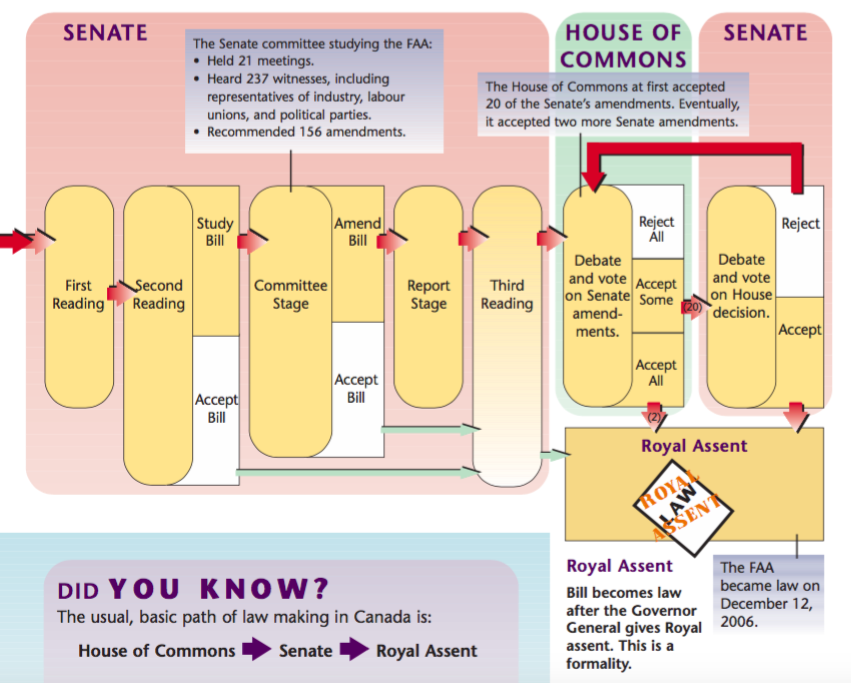 SENATE
The Senate committee studying the FAA:
• Held 21 meetings.
• Heard 237 witnesses, including
representatives of industry, labour
unions, and political parties.
• Recommended 156 amendments.
HOUSE OF
COMMONS
SENATE
The House of Commons at first accepted
20 of the Senate’s amendments. Eventually,
it accepted two more Senate amendments.
First
Reading
Second
Reading
Study
Bill
Accept
Bill
Committee
Stage
Amend
Bill
Accept
Bill
Report
Stage
Third
Reading
Debate
and vote
on Senate
amend-
ments.
Reject
All
Accept
Some
Accept
All
(20)
(2)
Debate
and vote
on House
decision.
Reject
Accept
Royal Assent
ROYAL
LAW
ASSENT
Royal Assent
Bill becomes law
after the Governor
General gives Royal
assent. This is a
formality.
The FAA
became law on
December 12,
2006.
DID YOU KNOW?
The usual, basic path of law making in Canada is:
House of Commons Senate Royal Assent